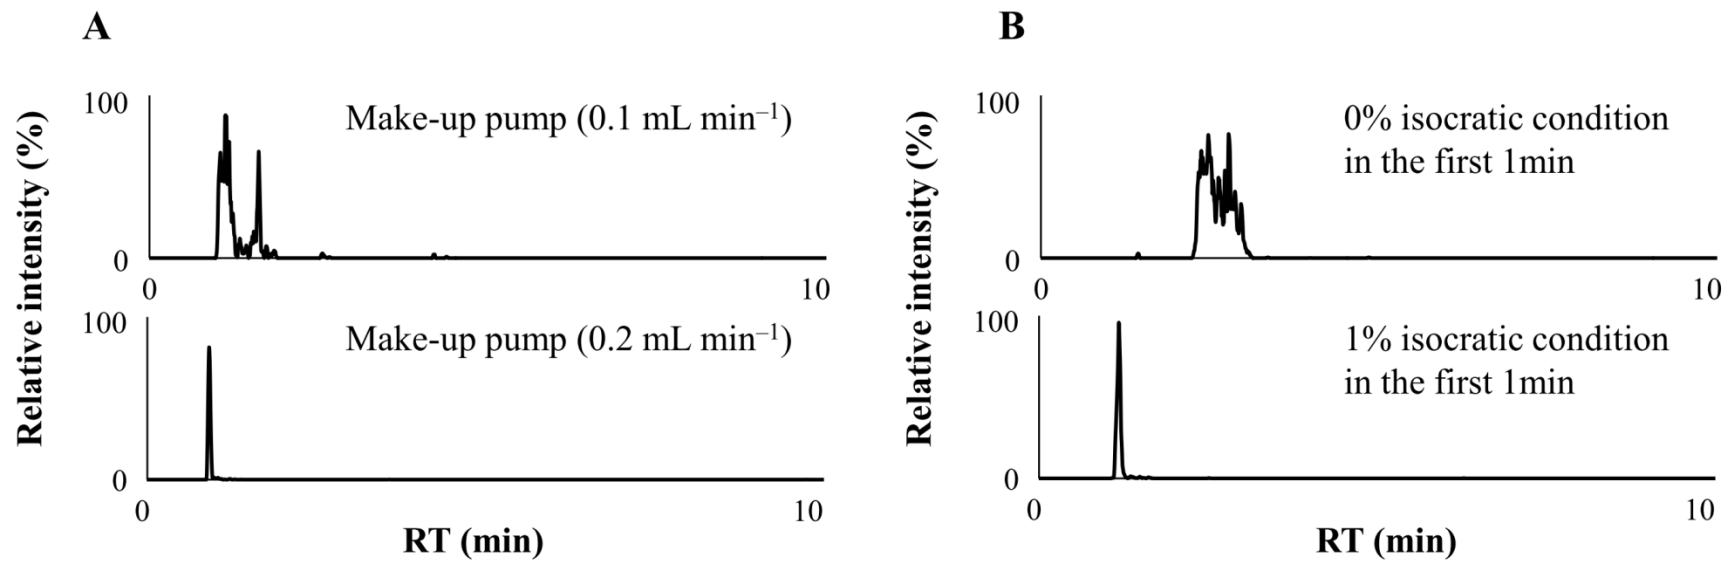 A
Relative intensity (%)
100
Make-up pump (0.1 mL min⁻¹)
0
0
10
100
Make-up pump (0.2 mL min⁻¹)
0
0
10
RT (min)
B
Relative intensity (%)
100
0% isocratic condition
in the first 1min
0
0
10
100
1% isocratic condition
in the first 1min
0
0
10
RT (min)